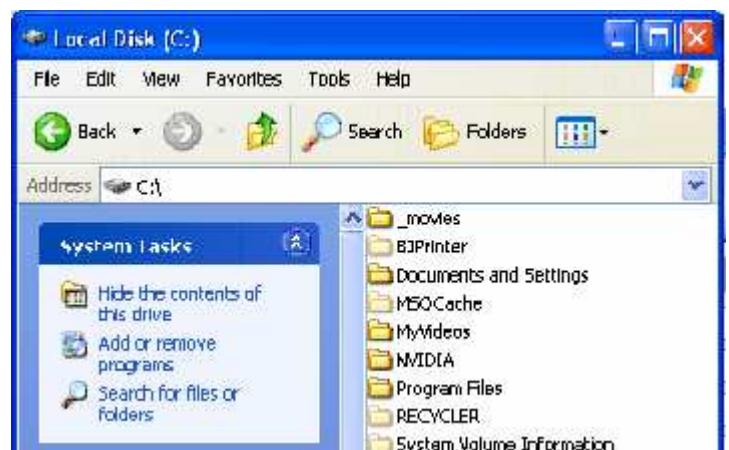 Local Disk (C:)
File Edit View Favorites Tools Help
Back Search Folders
Address C:\
System Tasks
Hide the contents of
this drive
Add or remove
programs
Search for files or
folders
_movies
BJPrinter
Documents and Settings
MSOCache
MyVideos
NVIDIA
Program Files
RECYCLER
System Volume Information